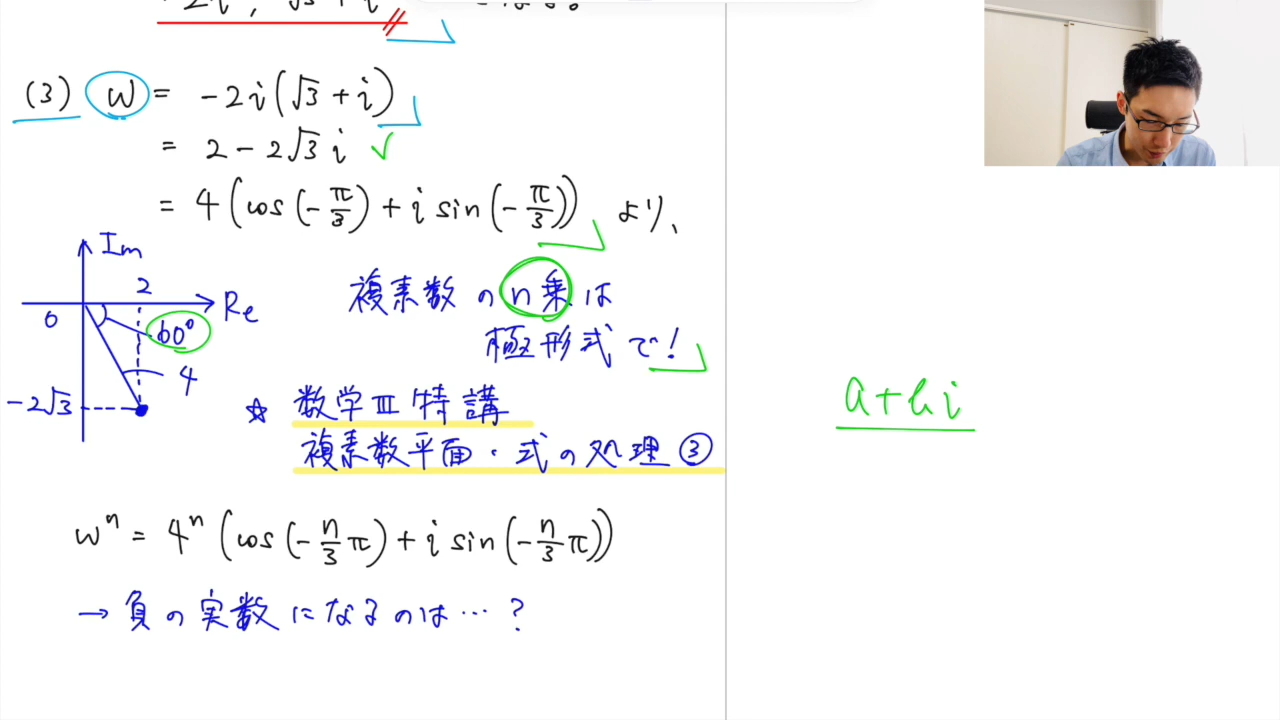 (3) w = -2i(√3+i)
= 2-2√3i ✓
= 4(cos(-π/3)+i sin(-π/3)) より、
Im
2
Re
0
60°
4
-2√3
複素数のn乗は
極形式で!
☆ 数学Ⅲ特講
複素数平面・式の処理③
wⁿ = 4ⁿ(cos(-n/3 π)+i sin(-n/3 π))
→ 負の実数になるのは…?
a+bi